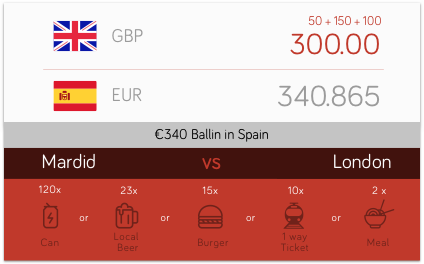 50 + 150 + 100
GBP 300.00
EUR 340.865
€340 Ballin in Spain
Mardid VS London
120x 23x 15x 10x 2 x
Can or Local Beer or Burger or 1 way Ticket or Meal